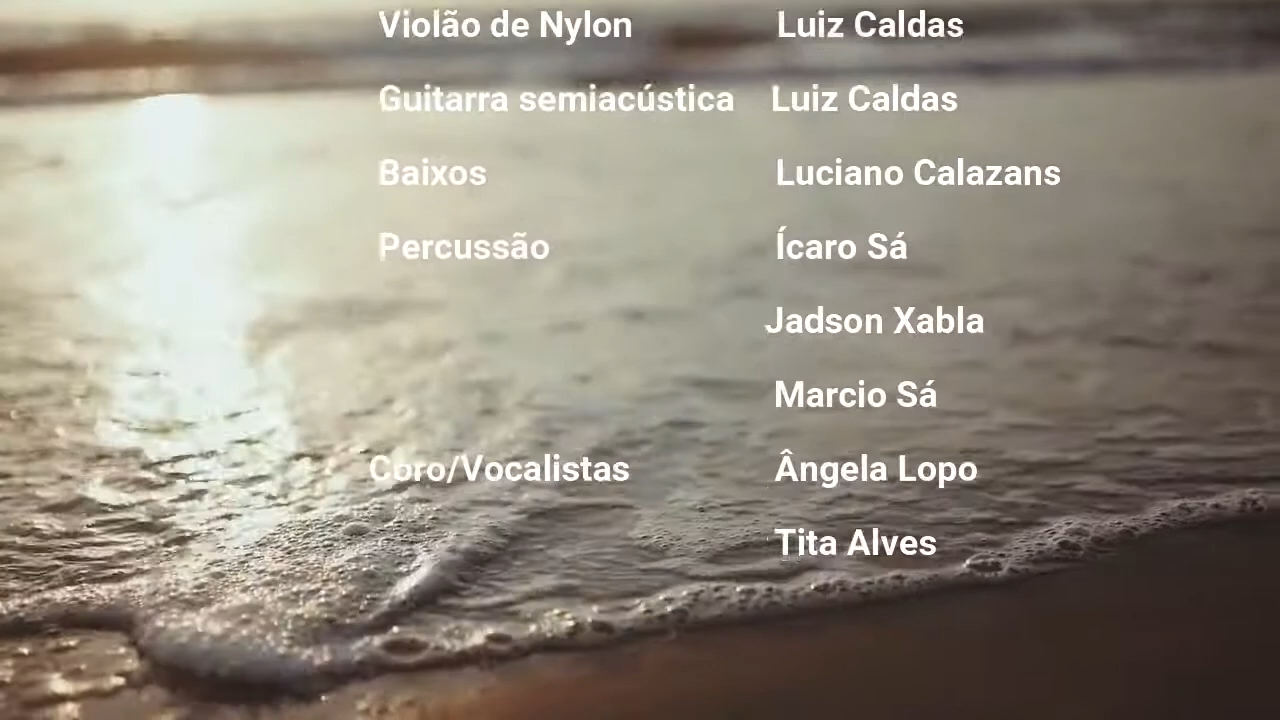 Violão de Nylon Luiz Caldas
Guitarra semiacústica Luiz Caldas
Baixos Luciano Calazans
Percussão Ícaro Sá
Jadson Xabla
Marcio Sá
Coro/Vocalistas Ângela Lopo
Tita Alves